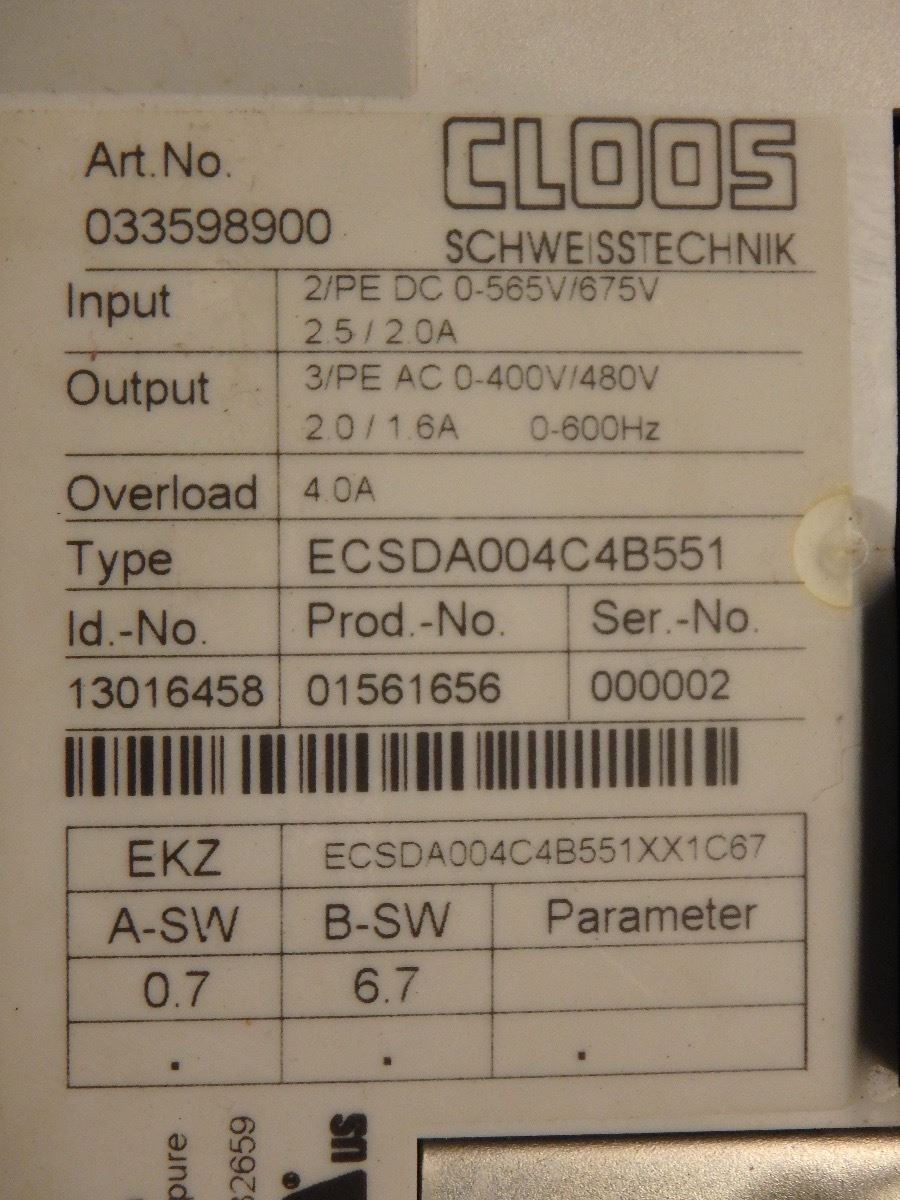 Art.No.
033598900
CLOOS
SCHWEISSTECHNIK
Input 2/PE DC 0-565V/675V
2.5 / 2.0A
Output 3/PE AC 0-400V/480V
2.0 / 1.6A 0-600Hz
Overload 4.0A
Type ECSDA004C4B551
Id.-No. Prod.-No. Ser.-No.
13016458 01561656 000002
EKZ ECSDA004C4B551XX1C67
A-SW B-SW Parameter
0.7 6.7
. . .
us